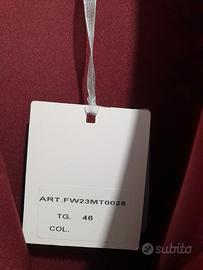 ART.FW23MT0028
TG. 46
COL.
subito